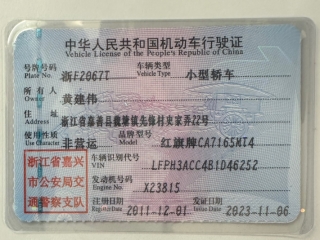 中华人民共和国机动车行驶证
Vehicle License of the People's Republic of China
号牌号码 Plate No. 浙F2067T 车辆类型 Vehicle Type 小型轿车
所有人 Owner 黄建伟
住址 Address 浙江省嘉善县魏塘镇先锋村史家弄22号
使用性质 Use Character 非营运 品牌型号 Model 红旗牌CA7165MT4
浙江省嘉兴市公安局交通警察支队
车辆识别代号 VIN LFPH3ACC4B1D46252
发动机号码 Engine No. X23815
注册日期 Register Date 2011-12-01 发证日期 Issue Date 2023-11-06